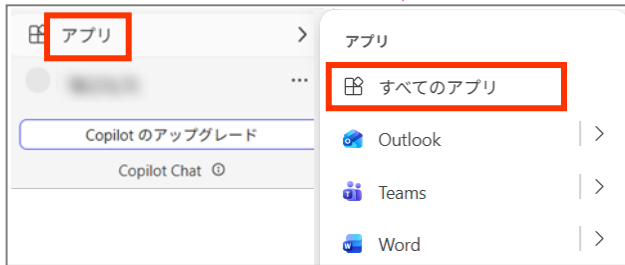 アプリ
Copilot のアップグレード
Copilot Chat
アプリ
すべてのアプリ
Outlook
Teams
Word